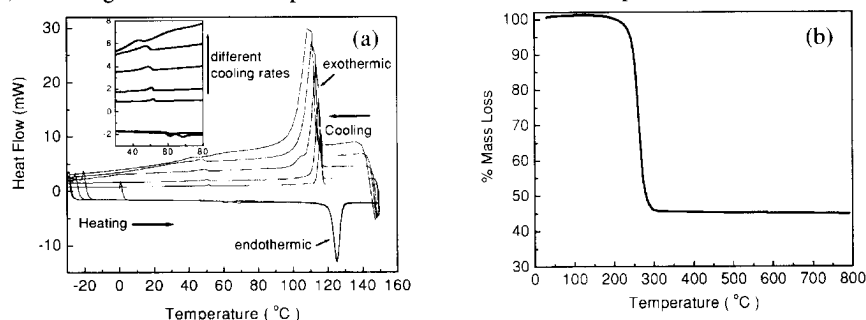 (a)
different
cooling rates
exothermic
Cooling
Heating
endothermic
Heat Flow (mW)
30
20
10
0
-10
8
6
4
2
0
-2
40 60 80
-20 0 20 40 60 80 100 120 140 160
Temperature ( °C)
(b)
% Mass Loss
100
90
80
70
60
50
40
30
0 100 200 300 400 500 600 700 800
Temperature ( °C)